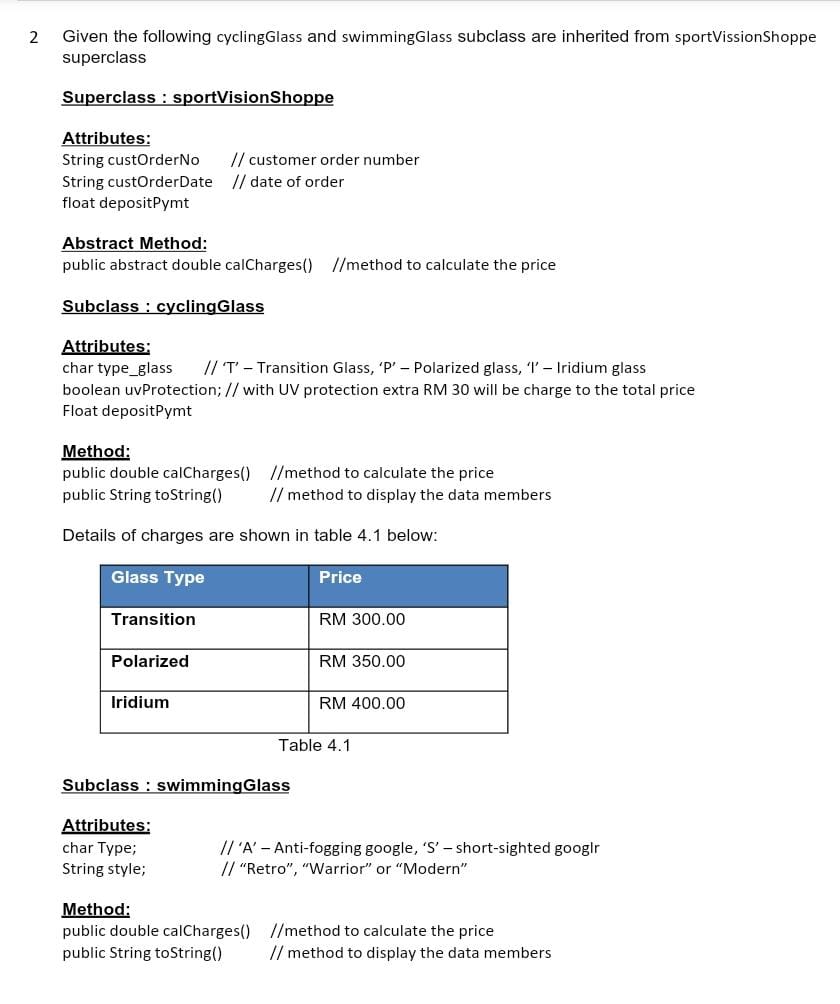 2 Given the following cyclingGlass and swimmingGlass subclass are inherited from sportVissionShoppe
superclass
Superclass : sportVisionShoppe
Attributes:
String custOrderNo // customer order number
String custOrderDate // date of order
float depositPymt
Abstract Method:
public abstract double calCharges() //method to calculate the price
Subclass : cyclingGlass
Attributes:
char type_glass // ‘T’ – Transition Glass, ‘P’ – Polarized glass, ‘I’ – Iridium glass
boolean uvProtection; // with UV protection extra RM 30 will be charge to the total price
Float depositPymt
Method:
public double calCharges() //method to calculate the price
public String toString() // method to display the data members
Details of charges are shown in table 4.1 below:
Glass Type Price
Transition RM 300.00
Polarized RM 350.00
Iridium RM 400.00
Table 4.1
Subclass : swimmingGlass
Attributes:
char Type; // ‘A’ – Anti-fogging google, ‘S’ – short-sighted googlr
String style; // “Retro”, “Warrior” or “Modern”
Method:
public double calCharges() //method to calculate the price
public String toString() // method to display the data members